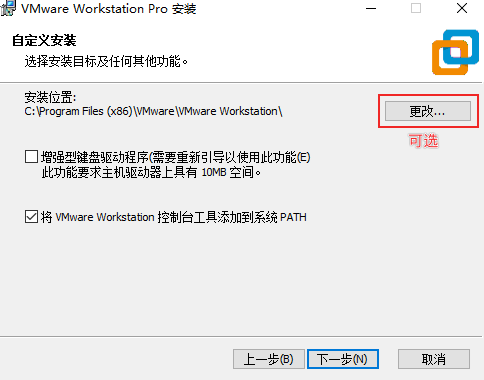 VMware Workstation Pro 安装
自定义安装
选择安装目标及任何其他功能。
安装位置:
C:\Program Files (x86)\VMware\VMware Workstation\
更改...
可选
增强型键盘驱动程序(需要重新引导以使用此功能(E)
此功能要求主机驱动器上具有 10MB 空间。
将 VMware Workstation 控制台工具添加到系统 PATH
上一步(B)
下一步(N)
取消